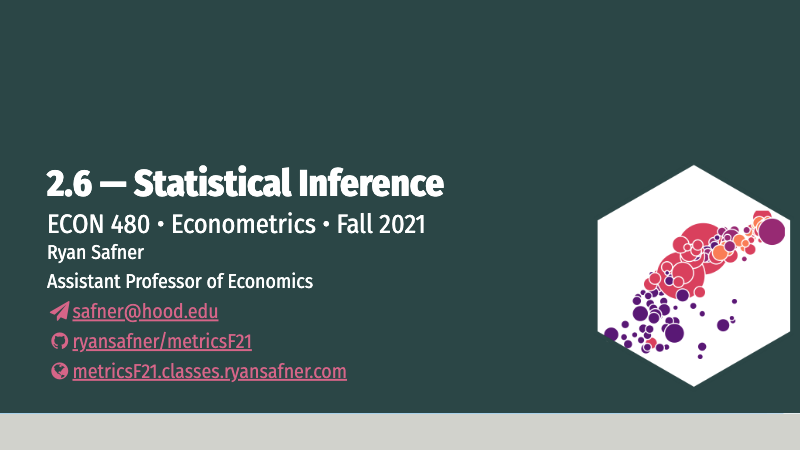 2.6 — Statistical Inference
ECON 480 • Econometrics • Fall 2021
Ryan Safner
Assistant Professor of Economics
safner@hood.edu
ryansafner/metricsF21
metricsF21.classes.ryansafner.com